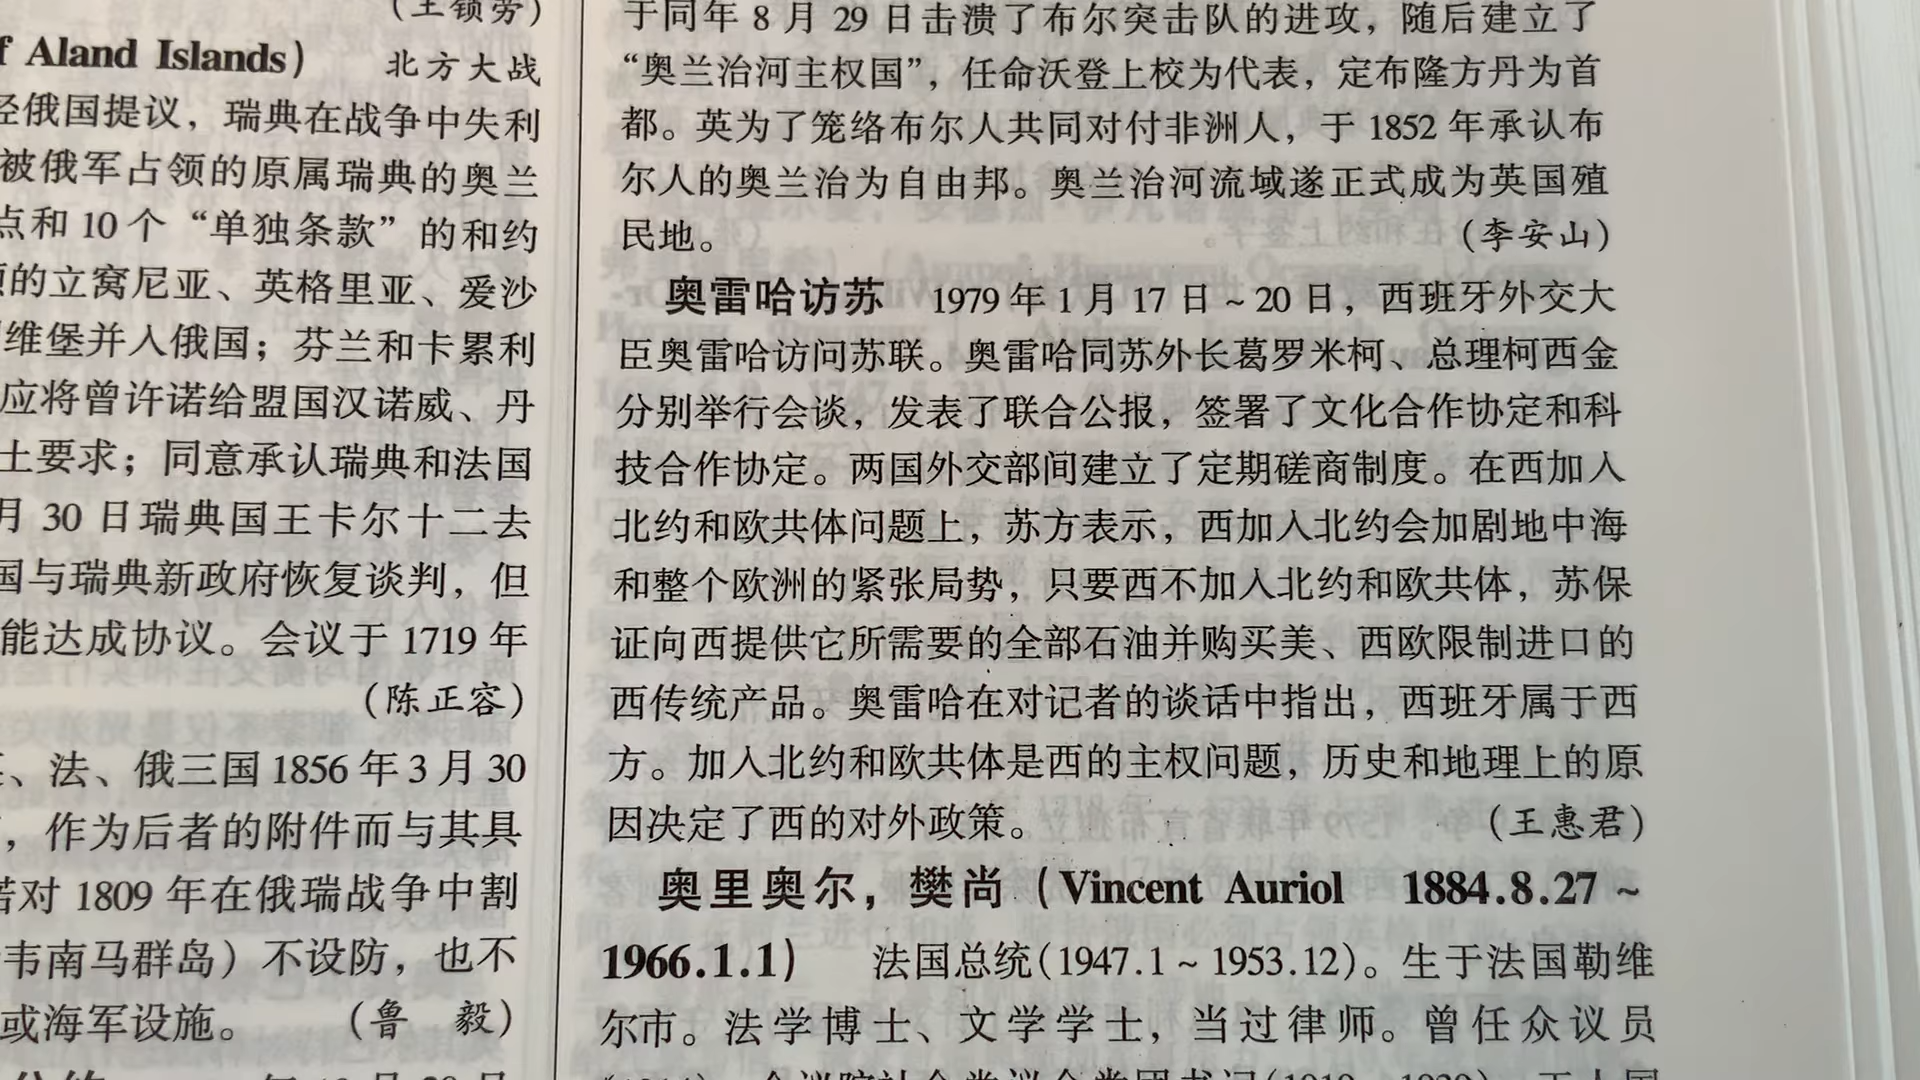 (王锁劳)
f Aland Islands) 北方大战
经俄国提议，瑞典在战争中失利
被俄军占领的原属瑞典的奥兰
点和 10 个“单独条款”的和约
的立窝尼亚、英格里亚、爱沙
维堡并入俄国；芬兰和卡累利
应将曾许诺给盟国汉诺威、丹
土要求；同意承认瑞典和法国
月 30 日瑞典国王卡尔十二去
国与瑞典新政府恢复谈判，但
能达成协议。会议于 1719 年
(陈正容)
、法、俄三国 1856 年 3 月 30
，作为后者的附件而与其具
若对 1809 年在俄瑞战争中割
韦南马群岛) 不设防，也不
或海军设施。 (鲁 毅)
于同年 8 月 29 日击溃了布尔突击队的进攻，随后建立了
“奥兰治河主权国”，任命沃登上校为代表，定布隆方丹为首
都。英为了笼络布尔人共同对付非洲人，于 1852 年承认布
尔人的奥兰治为自由邦。奥兰治河流域遂正式成为英国殖
民地。 (李安山)
奥雷哈访苏 1979 年 1 月 17 日 ~ 20 日，西班牙外交大
臣奥雷哈访问苏联。奥雷哈同苏外长葛罗米柯、总理柯西金
分别举行会谈，发表了联合公报，签署了文化合作协定和科
技合作协定。两国外交部间建立了定期磋商制度。在西加入
北约和欧共体问题上，苏方表示，西加入北约会加剧地中海
和整个欧洲的紧张局势，只要西不加入北约和欧共体，苏保
证向西提供它所需要的全部石油并购买美、西欧限制进口的
西传统产品。奥雷哈在对记者的谈话中指出，西班牙属于西
方。加入北约和欧共体是西的主权问题，历史和地理上的原
因决定了西的对外政策。 (王惠君)
奥里奥尔，樊尚 (Vincent Auriol 1884.8.27 ~
1966.1.1) 法国总统(1947.1 ~ 1953.12)。生于法国勒维
尔市。法学博士、文学学士，当过律师。曾任众议员